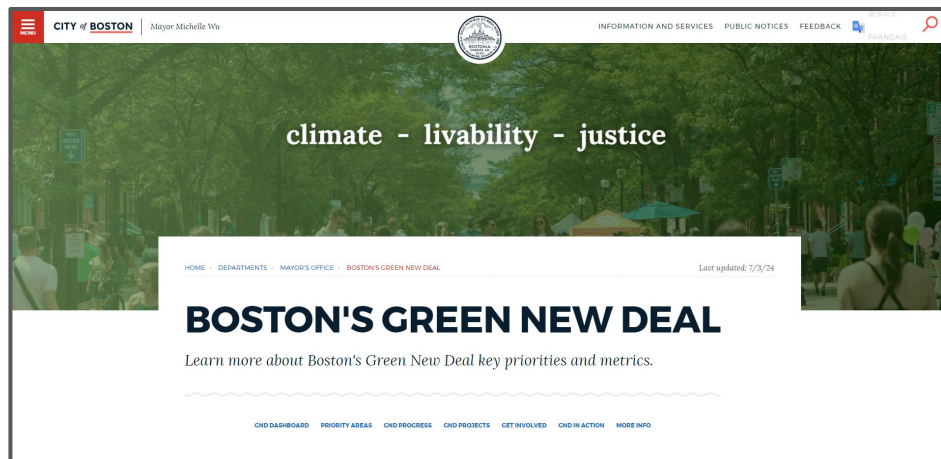 MENU
CITY of BOSTON
Mayor Michelle Wu
INFORMATION AND SERVICES
PUBLIC NOTICES
FEEDBACK
FRANÇAIS
climate - livability - justice
HOME › DEPARTMENTS › MAYOR'S OFFICE › BOSTON'S GREEN NEW DEAL
Last updated: 7/3/24
BOSTON'S GREEN NEW DEAL
Learn more about Boston's Green New Deal key priorities and metrics.
GND DASHBOARD
PRIORITY AREAS
GND PROGRESS
GND PROJECTS
GET INVOLVED
GND IN ACTION
MORE INFO